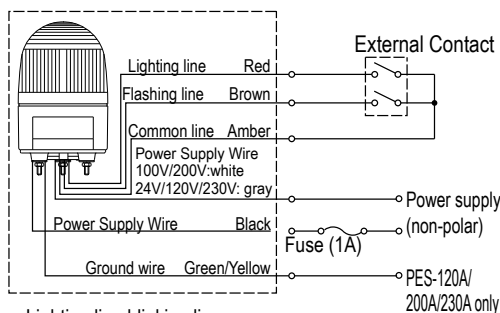 External Contact
Lighting line Red
Flashing line Brown
Common line Amber
Power Supply Wire
100V/200V:white
24V/120V/230V: gray
Power supply
(non-polar)
Power Supply Wire Black
Fuse (1A)
Ground wire Green/Yellow
PES-120A/
200A/230A only